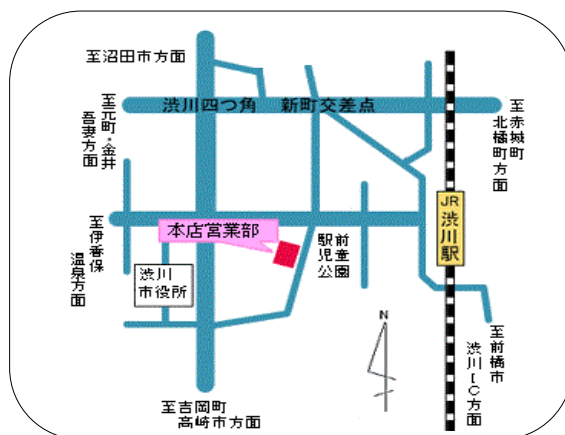 至沼田市方面
渋川四つ角
新町交差点
至元町・金井
吾妻方面
至赤城町
北橘町方面
JR渋川駅
本店営業部
駅前
児童
公園
至伊香保
温泉方面
渋川
市役所
N
至前橋市
渋川IC方面
至吉岡町
高崎市方面